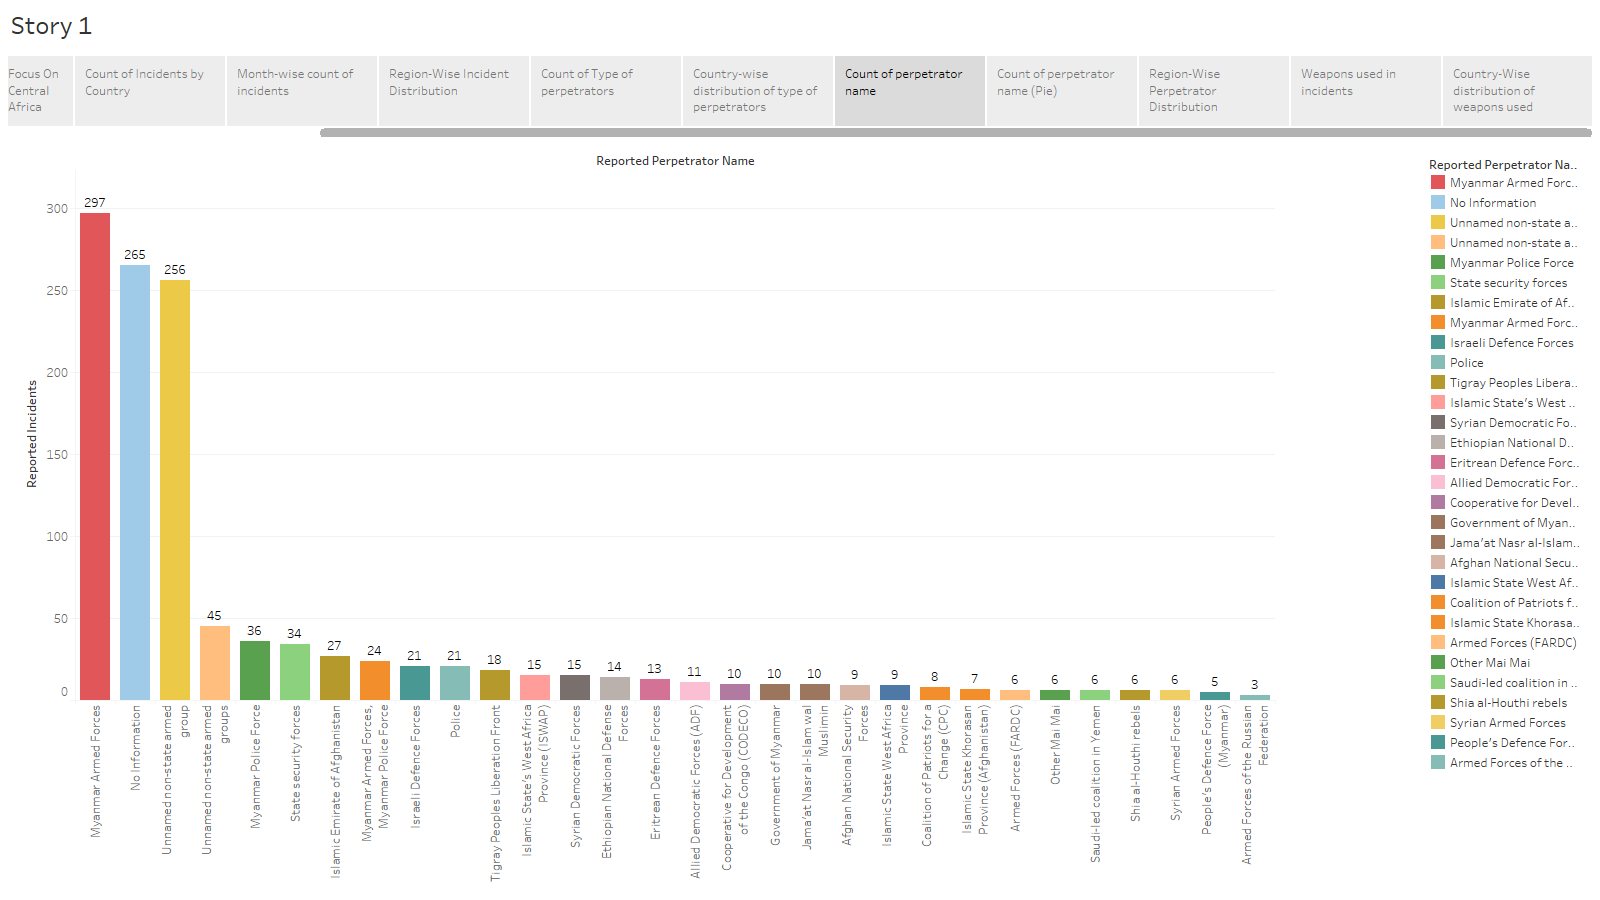 Story 1
Focus On
Central
Africa
Count of Incidents by
Country
Month-wise count of
incidents
Region-Wise Incident
Distribution
Count of Type of
perpetrators
Country-wise
distribution of type of
perpetrators
Count of perpetrator
name
Count of perpetrator
name (Pie)
Region-Wise
Perpetrator
Distribution
Weapons used in
incidents
Country-Wise
distribution of
weapons used
Reported Perpetrator Name
Reported Incidents
300
250
200
150
100
50
0
297
265
256
45
36
34
27
24
21
21
18
15
15
14
13
11
10
10
10
9
9
8
7
6
6
6
6
6
5
3
Myanmar Armed Forces
No Information
Unnamed non-state armed
group
Unnamed non-state armed
groups
Myanmar Police Force
State security forces
Islamic Emirate of Afghanistan
Myanmar Armed Forces,
Myanmar Police Force
Israeli Defence Forces
Police
Tigray Peoples Liberation Front
Islamic State's West Africa
Province (ISWAP)
Syrian Democratic Forces
Ethiopian National Defense
Forces
Eritrean Defence Forces
Allied Democratic Forces (ADF)
Cooperative for Development
of the Congo (CODECO)
Government of Myanmar
Jama'at Nasr al-Islam wal
Muslimin
Afghan National Security
Forces
Islamic State West Africa
Province
Coalition of Patriots for a
Change (CPC)
Islamic State Khorasan
Province (Afghanistan)
Armed Forces (FARDC)
Other Mai Mai
Saudi-led coalition in Yemen
Shia al-Houthi rebels
Syrian Armed Forces
People's Defence Force
(Myanmar)
Armed Forces of the Russian
Federation
Reported Perpetrator Na..
Myanmar Armed Forc..
No Information
Unnamed non-state a..
Unnamed non-state a..
Myanmar Police Force
State security forces
Islamic Emirate of Af..
Myanmar Armed Forc..
Israeli Defence Forces
Police
Tigray Peoples Libera..
Islamic State's West ..
Syrian Democratic Fo..
Ethiopian National D..
Eritrean Defence Forc..
Allied Democratic For..
Cooperative for Devel..
Government of Myan..
Jama'at Nasr al-Islam..
Afghan National Secu..
Islamic State West Af..
Coalition of Patriots f..
Islamic State Khorasa..
Armed Forces (FARDC)
Other Mai Mai
Saudi-led coalition in ..
Shia al-Houthi rebels
Syrian Armed Forces
People's Defence For..
Armed Forces of the ..